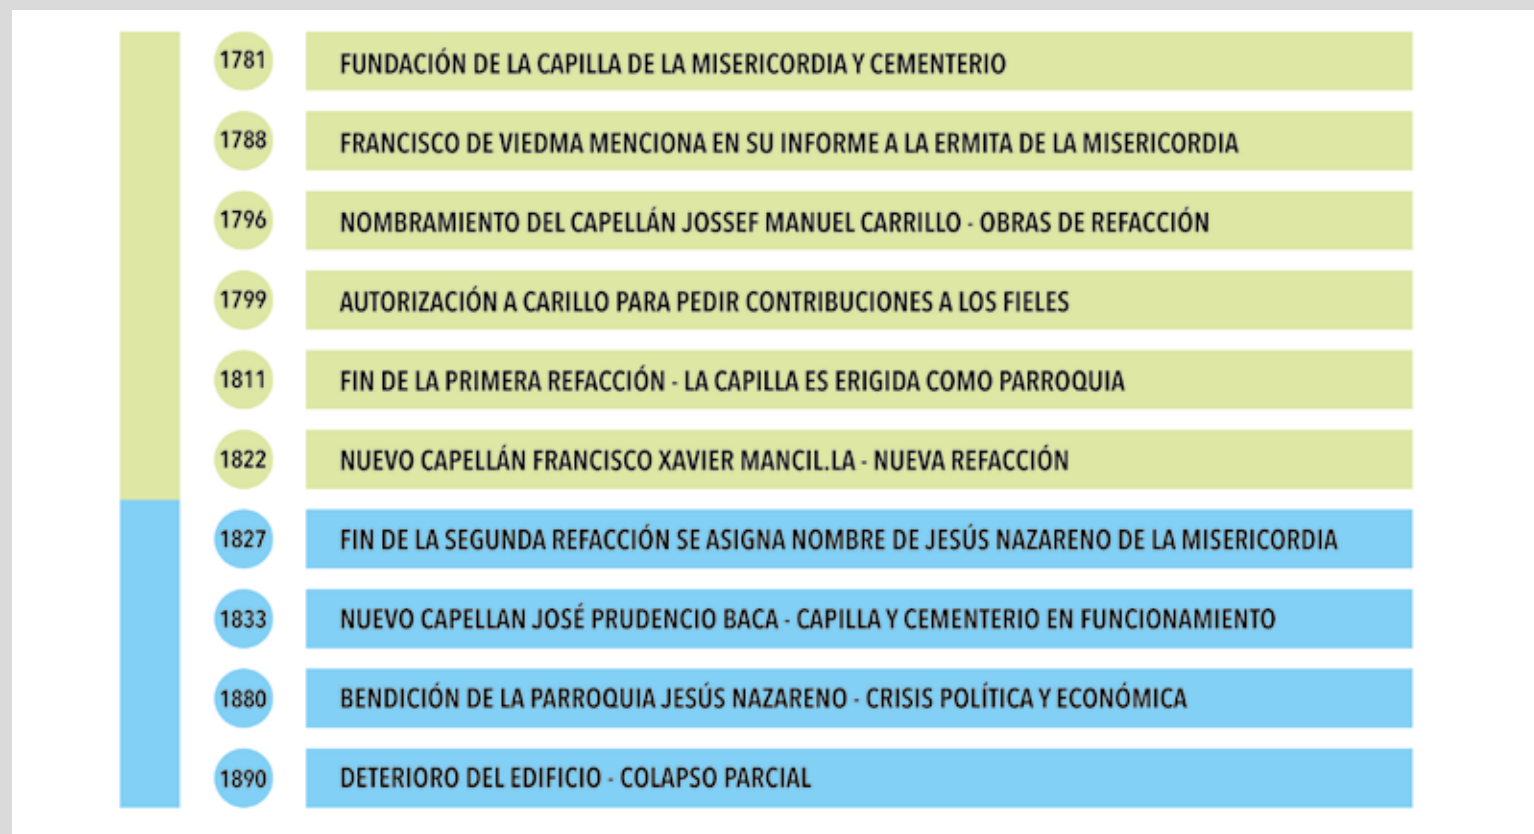 1781 FUNDACIÓN DE LA CAPILLA DE LA MISERICORDIA Y CEMENTERIO
1788 FRANCISCO DE VIEDMA MENCIONA EN SU INFORME A LA ERMITA DE LA MISERICORDIA
1796 NOMBRAMIENTO DEL CAPELLÁN JOSSEF MANUEL CARRILLO - OBRAS DE REFACCIÓN
1799 AUTORIZACIÓN A CARILLO PARA PEDIR CONTRIBUCIONES A LOS FIELES
1811 FIN DE LA PRIMERA REFACCIÓN - LA CAPILLA ES ERIGIDA COMO PARROQUIA
1822 NUEVO CAPELLÁN FRANCISCO XAVIER MANCIL.LA - NUEVA REFACCIÓN
1827 FIN DE LA SEGUNDA REFACCIÓN SE ASIGNA NOMBRE DE JESÚS NAZARENO DE LA MISERICORDIA
1833 NUEVO CAPELLAN JOSÉ PRUDENCIO BACA - CAPILLA Y CEMENTERIO EN FUNCIONAMIENTO
1880 BENDICIÓN DE LA PARROQUIA JESÚS NAZARENO - CRISIS POLÍTICA Y ECONÓMICA
1890 DETERIORO DEL EDIFICIO - COLAPSO PARCIAL